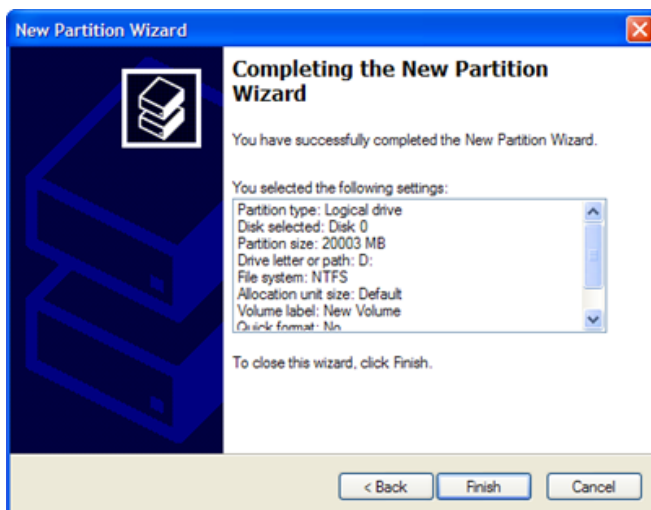 New Partition Wizard
Completing the New Partition
Wizard
You have successfully completed the New Partition Wizard.
You selected the following settings:
Partition type: Logical drive
Disk selected: Disk 0
Partition size: 20003 MB
Drive letter or path: D:
File system: NTFS
Allocation unit size: Default
Volume label: New Volume
Quick format: No
To close this wizard, click Finish.
< Back
Finish
Cancel